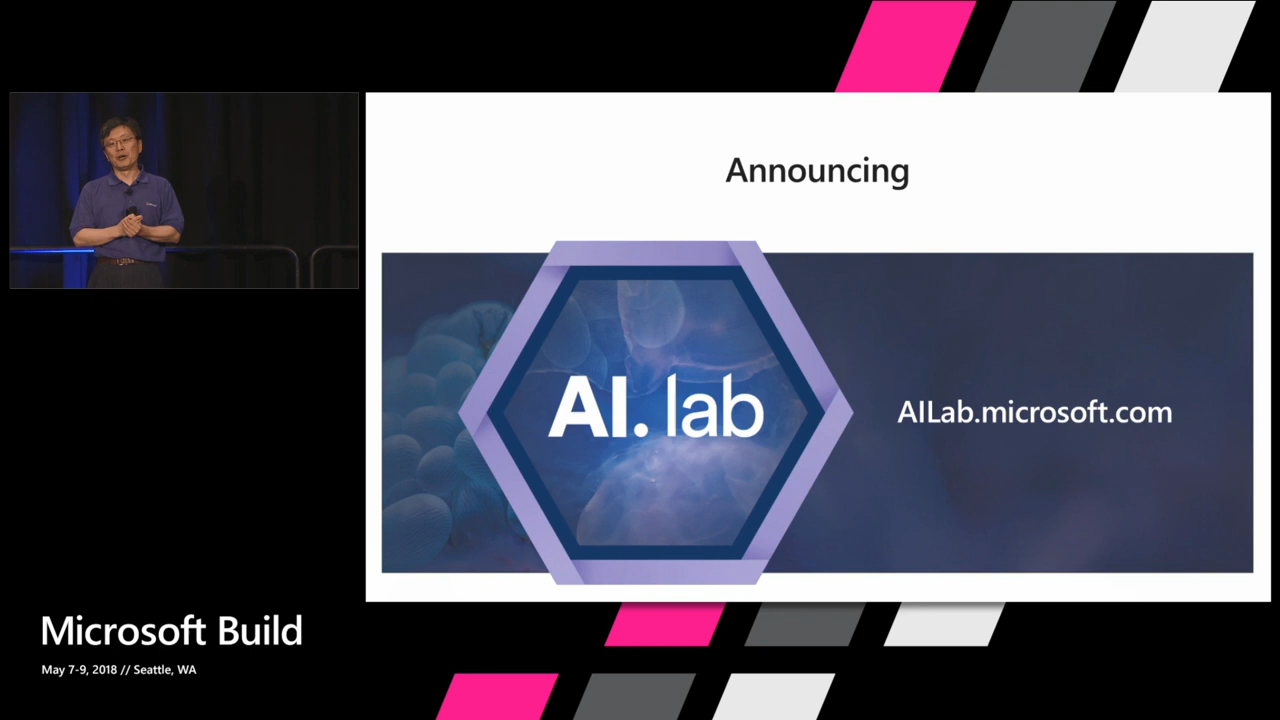 Announcing
AI. lab
AILab.microsoft.com
Microsoft Build
May 7-9, 2018 // Seattle, WA